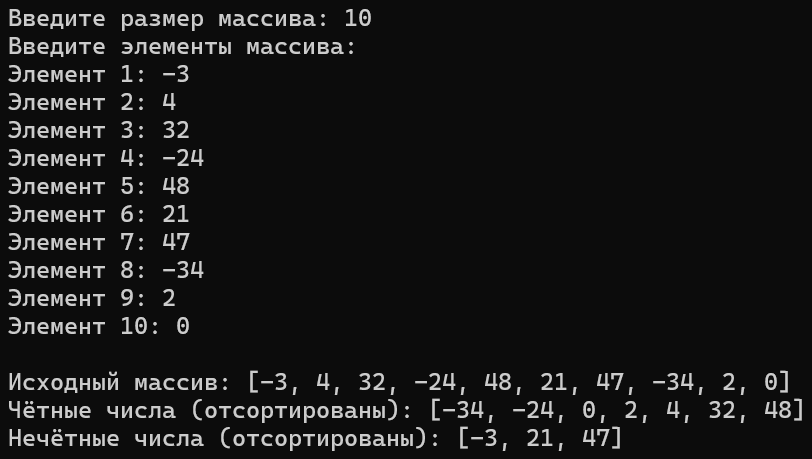 Введите размер массива: 10
Введите элементы массива:
Элемент 1: -3
Элемент 2: 4
Элемент 3: 32
Элемент 4: -24
Элемент 5: 48
Элемент 6: 21
Элемент 7: 47
Элемент 8: -34
Элемент 9: 2
Элемент 10: 0
Исходный массив: [-3, 4, 32, -24, 48, 21, 47, -34, 2, 0]
Чётные числа (отсортированы): [-34, -24, 0, 2, 4, 32, 48]
Нечётные числа (отсортированы): [-3, 21, 47]